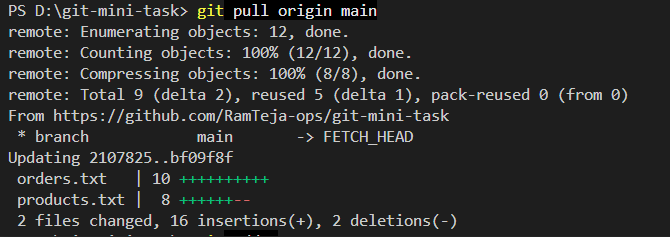 PS D:\git-mini-task> git pull origin main
remote: Enumerating objects: 12, done.
remote: Counting objects: 100% (12/12), done.
remote: Compressing objects: 100% (8/8), done.
remote: Total 9 (delta 2), reused 5 (delta 1), pack-reused 0 (from 0)
From https://github.com/RamTeja-ops/git-mini-task
 * branch            main       -> FETCH_HEAD
Updating 2107825..bf09f8f
 orders.txt   | 10 ++++++++++
 products.txt |  8 ++++++--
 2 files changed, 16 insertions(+), 2 deletions(-)